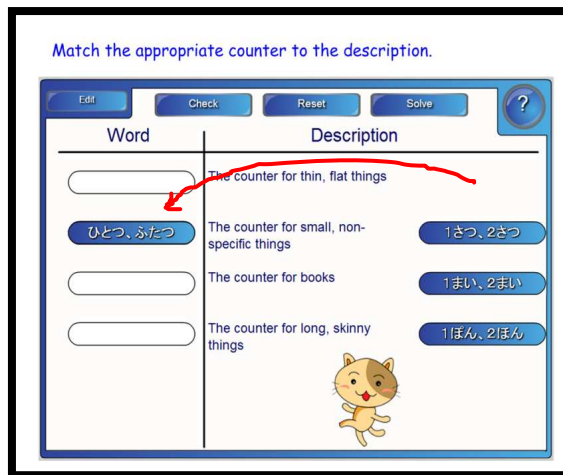 Match the appropriate counter to the description.
Edit
Check
Reset
Solve
?
Word
Description
The counter for thin, flat things
ひとつ、ふたつ
The counter for small, non-
specific things
1さつ、2さつ
The counter for books
1まい、2まい
The counter for long, skinny
things
1ぽん、2ほん